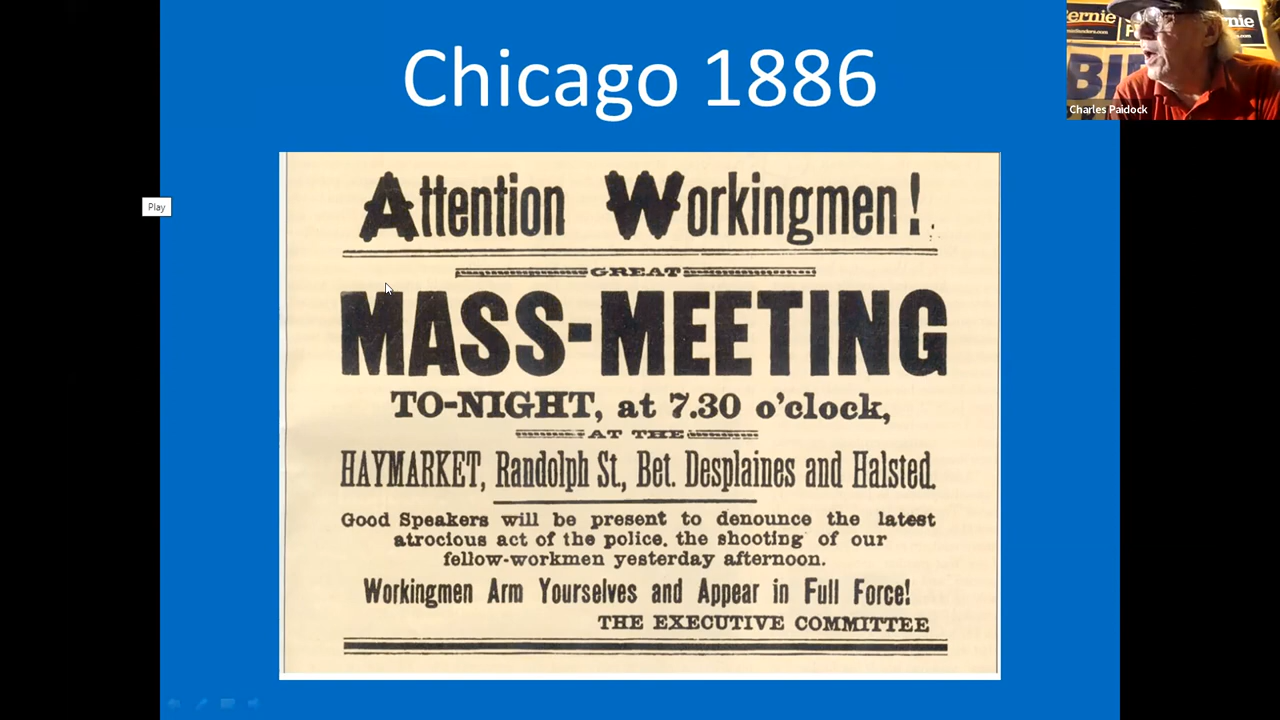 Chicago 1886
ernie
rnie
BI
Charles Paidock
Play
Attention Workingmen!
GREAT
MASS-MEETING
TO-NIGHT, at 7.30 o'clock,
AT THE
HAYMARKET, Randolph St., Bet. Desplaines and Halsted.
Good Speakers will be present to denounce the latest
atrocious act of the police, the shooting of our
fellow-workmen yesterday afternoon.
Workingmen Arm Yourselves and Appear in Full Force!
THE EXECUTIVE COMMITTEE